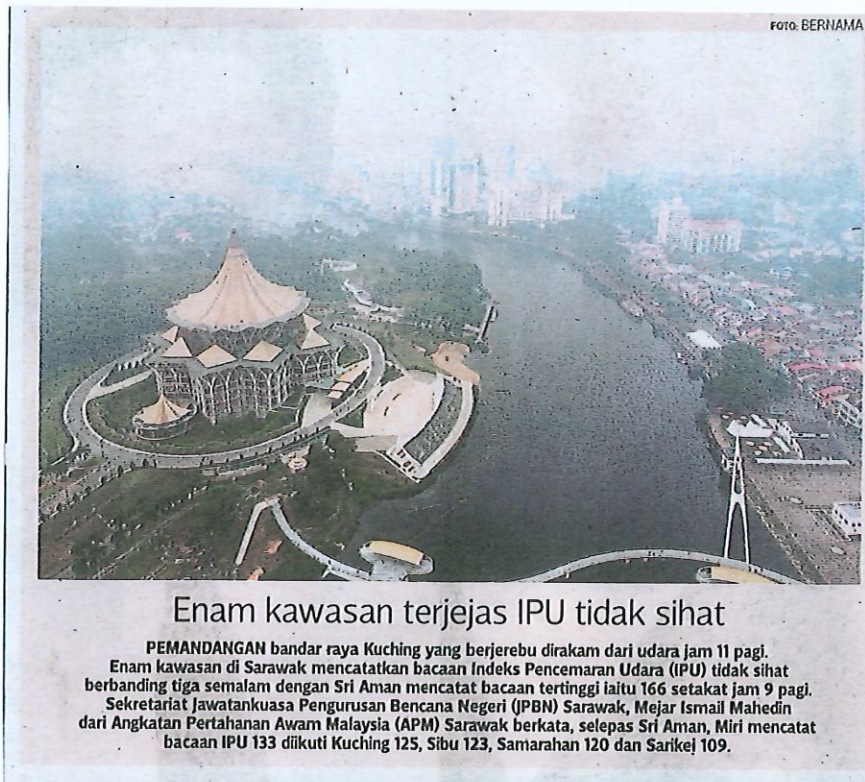 FOTO: BERNAMA
Enam kawasan terjejas IPU tidak sihat
PEMANDANGAN bandar raya Kuching yang berjerebu dirakam dari udara jam 11 pagi.
Enam kawasan di Sarawak mencatatkan bacaan Indeks Pencemaran Udara (IPU) tidak sihat
berbanding tiga semalam dengan Sri Aman mencatat bacaan tertinggi iaitu 166 setakat jam 9 pagi.
Sekretariat Jawatankuasa Pengurusan Bencana Negeri (JPBN) Sarawak, Mejar Ismail Mahedin
dari Angkatan Pertahanan Awam Malaysia (APM) Sarawak berkata, selepas Sri Aman, Miri mencatat
bacaan IPU 133 diikuti Kuching 125, Sibu 123, Samarahan 120 dan Sarikei 109.